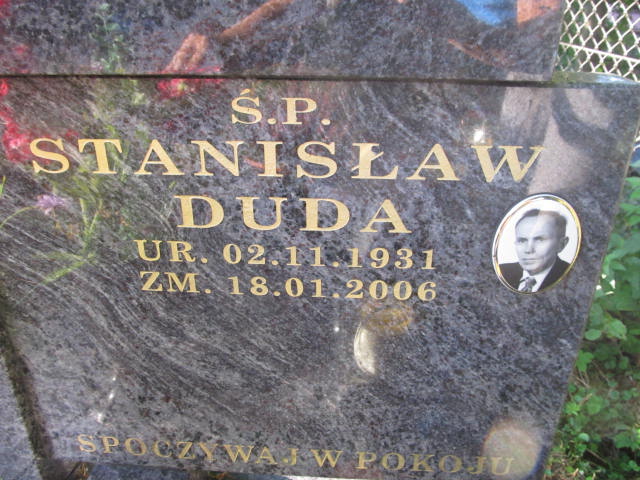 Ś.P.
STANISŁAW
DUDA
UR. 02.11.1931
ZM. 18.01.2006
SPOCZYWAJ W POKOJU